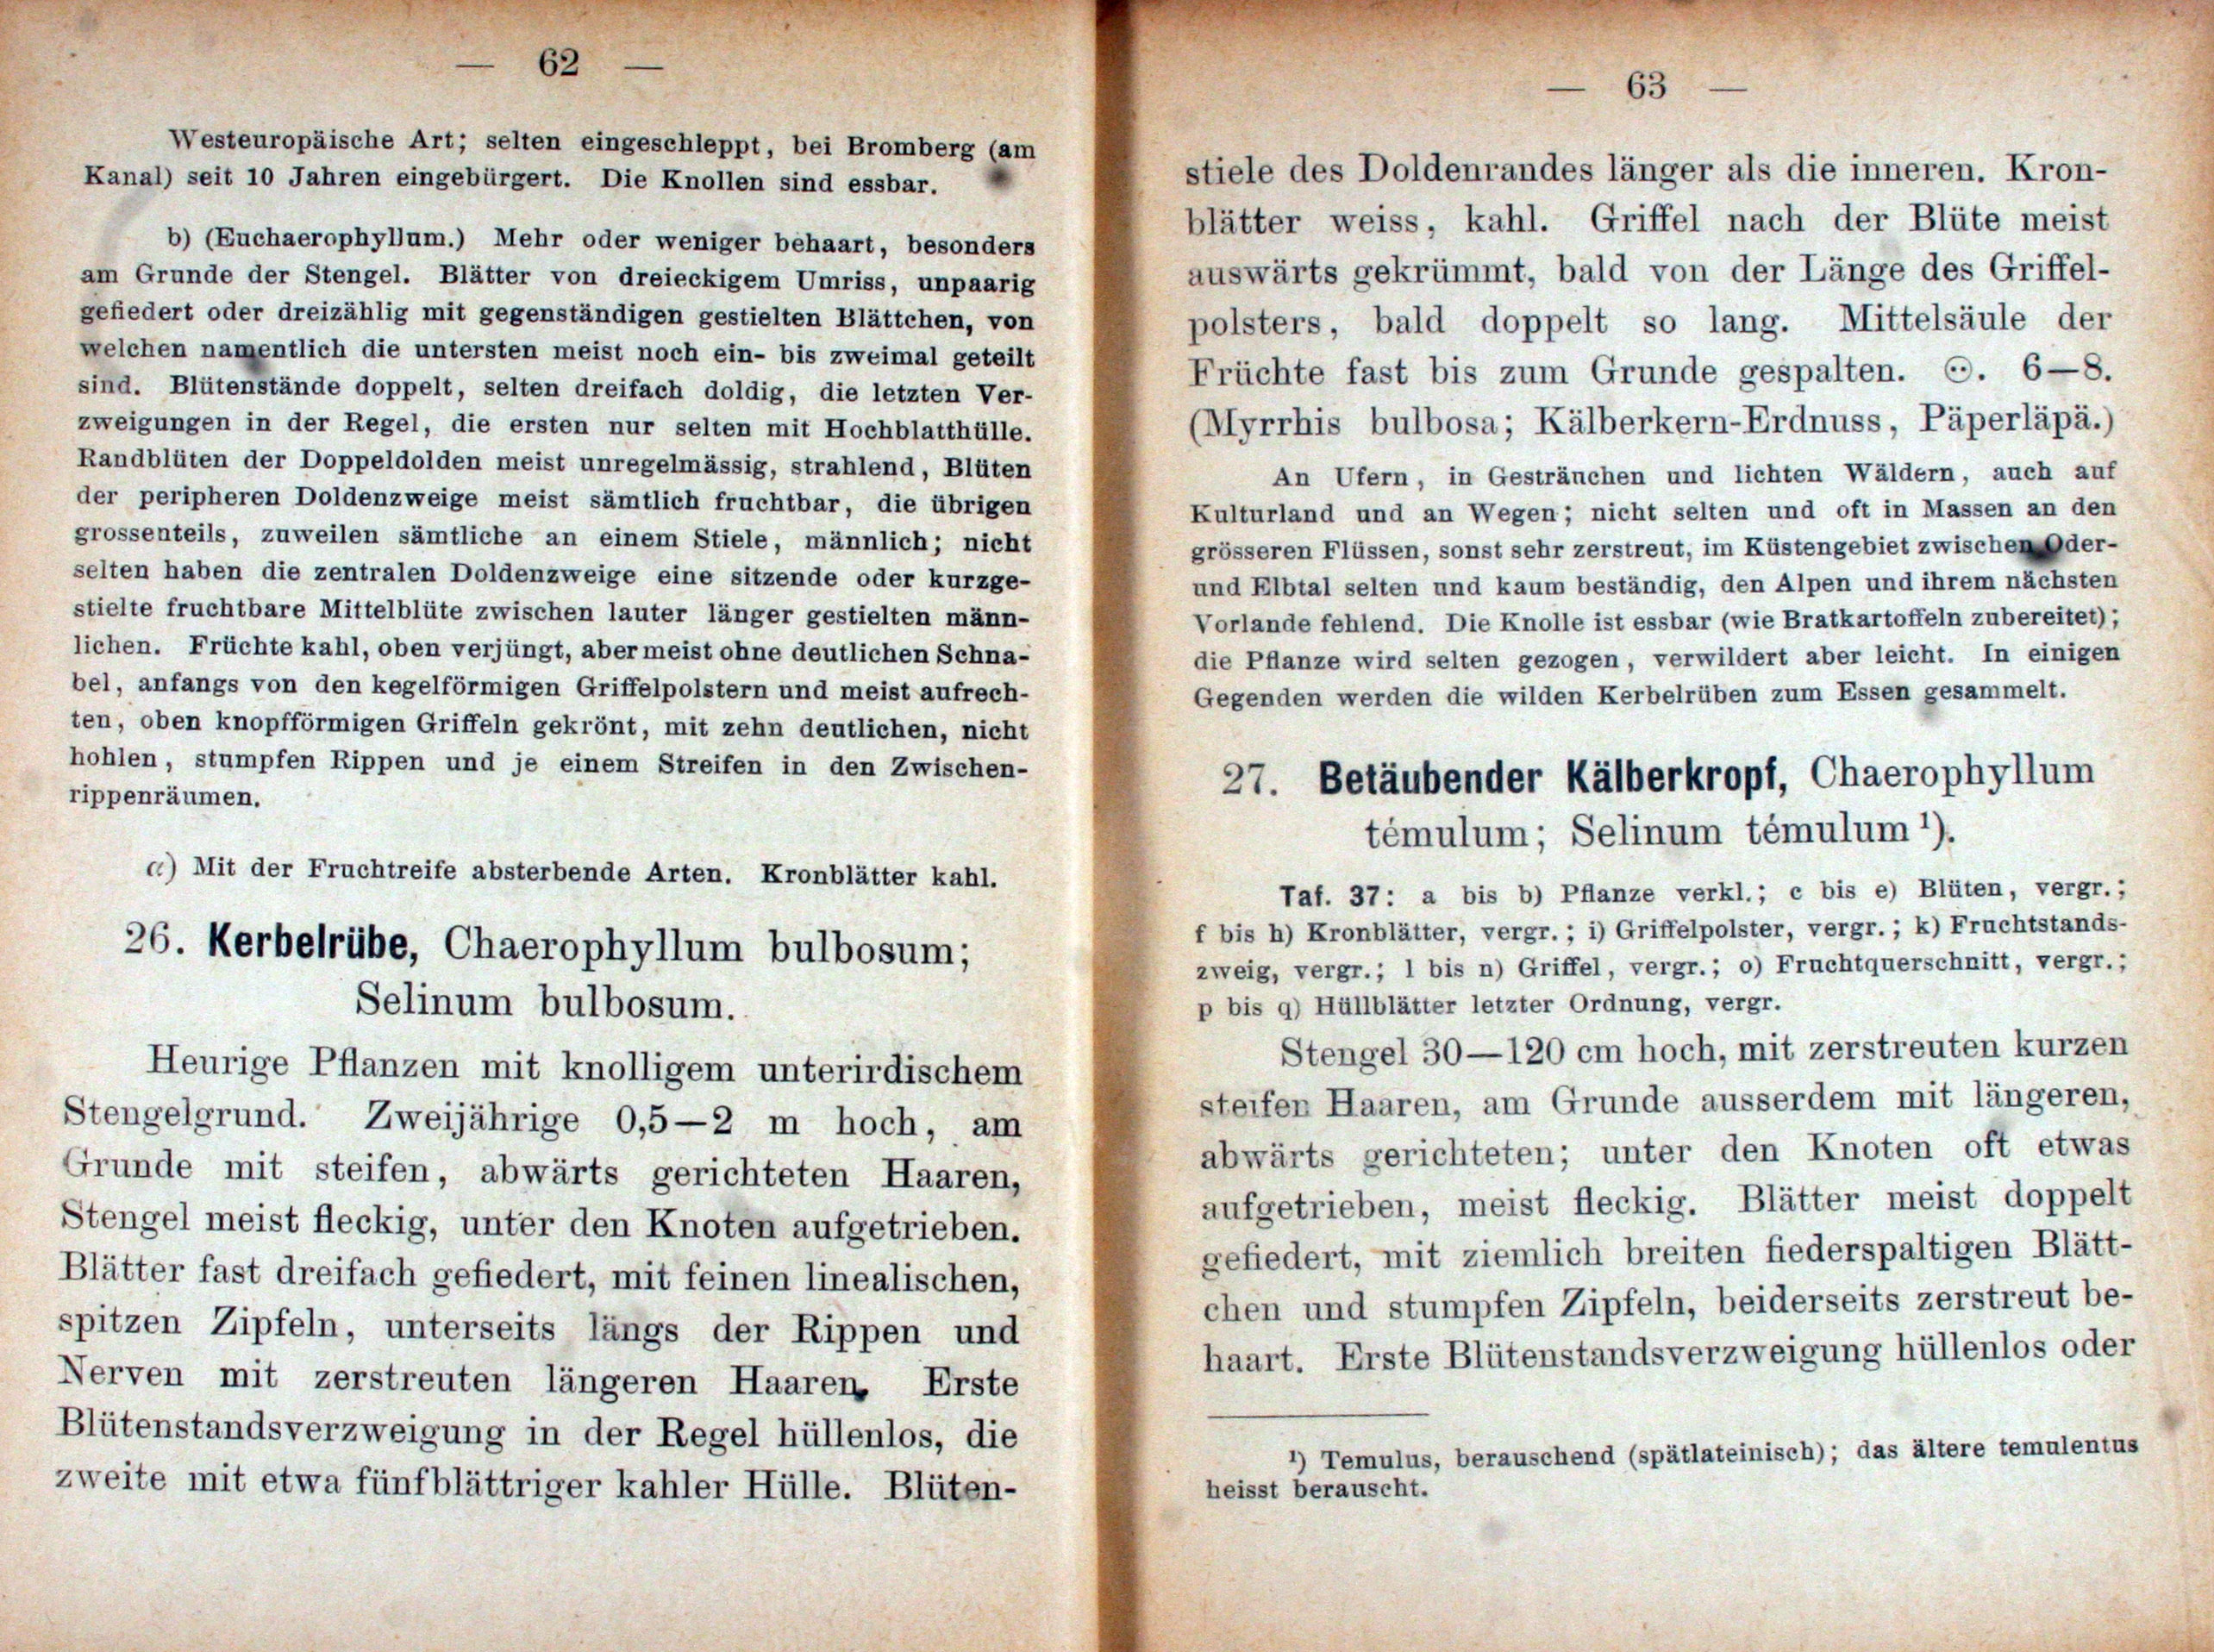 — 62 —
Westeuropäische Art; selten eingeschleppt, bei Bromberg (am
Kanal) seit 10 Jahren eingebürgert. Die Knollen sind essbar.
b) (Euchaerophyllum.) Mehr oder weniger behaart, besonders
am Grunde der Stengel. Blätter von dreieckigem Umriss, unpaarig
gefiedert oder dreizählig mit gegenständigen gestielten Blättchen, von
welchen namentlich die untersten meist noch ein- bis zweimal geteilt
sind. Blütenstände doppelt, selten dreifach doldig, die letzten Ver-
zweigungen in der Regel, die ersten nur selten mit Hochblatthülle.
Randblüten der Doppeldolden meist unregelmässig, strahlend, Blüten
der peripheren Doldenzweige meist sämtlich fruchtbar, die übrigen
grossenteils, zuweilen sämtliche an einem Stiele, männlich; nicht
selten haben die zentralen Doldenzweige eine sitzende oder kurzge-
stielte fruchtbare Mittelblüte zwischen lauter länger gestielten männ-
lichen. Früchte kahl, oben verjüngt, aber meist ohne deutlichen Schna-
bel, anfangs von den kegelförmigen Griffelpolstern und meist aufrech-
ten, oben knopfförmigen Griffeln gekrönt, mit zehn deutlichen, nicht
hohlen, stumpfen Rippen und je einem Streifen in den Zwischen-
rippenräumen.
α) Mit der Fruchtreife absterbende Arten. Kronblätter kahl.
26. Kerbelrübe, Chaerophyllum bulbosum;
Selinum bulbosum.
Heurige Pflanzen mit knolligem unterirdischem
Stengelgrund. Zweijährige 0,5—2 m hoch, am
Grunde mit steifen, abwärts gerichteten Haaren,
Stengel meist fleckig, unter den Knoten aufgetrieben.
Blätter fast dreifach gefiedert, mit feinen linealischen,
spitzen Zipfeln, unterseits längs der Rippen und
Nerven mit zerstreuten längeren Haaren. Erste
Blütenstandsverzweigung in der Regel hüllenlos, die
zweite mit etwa fünfblättriger kahler Hülle. Blüten-
— 63 —
stiele des Doldenrandes länger als die inneren. Kron-
blätter weiss, kahl. Griffel nach der Blüte meist
auswärts gekrümmt, bald von der Länge des Griffel-
polsters, bald doppelt so lang. Mittelsäule der
Früchte fast bis zum Grunde gespalten. ⊙. 6—8.
(Myrrhis bulbosa; Kälberkern-Erdnuss, Päperläpä.)
An Ufern, in Gesträuchen und lichten Wäldern, auch auf
Kulturland und an Wegen; nicht selten und oft in Massen an den
grösseren Flüssen, sonst sehr zerstreut, im Küstengebiet zwischen Oder-
und Elbtal selten und kaum beständig, den Alpen und ihrem nächsten
Vorlande fehlend. Die Knolle ist essbar (wie Bratkartoffeln zubereitet);
die Pflanze wird selten gezogen, verwildert aber leicht. In einigen
Gegenden werden die wilden Kerbelrüben zum Essen gesammelt.
27. Betäubender Kälberkropf, Chaerophyllum
témulum; Selinum témulum ¹).
Taf. 37: a bis b) Pflanze verkl.; c bis e) Blüten, vergr.;
f bis h) Kronblätter, vergr.; i) Griffelpolster, vergr.; k) Fruchtstands-
zweig, vergr.; l bis n) Griffel, vergr.; o) Fruchtquerschnitt, vergr.;
p bis q) Hüllblätter letzter Ordnung, vergr.
Stengel 30—120 cm hoch, mit zerstreuten kurzen
steifen Haaren, am Grunde ausserdem mit längeren,
abwärts gerichteten; unter den Knoten oft etwas
aufgetrieben, meist fleckig. Blätter meist doppelt
gefiedert, mit ziemlich breiten fiederspaltigen Blätt-
chen und stumpfen Zipfeln, beiderseits zerstreut be-
haart. Erste Blütenstandsverzweigung hüllenlos oder
¹) Temulus, berauschend (spätlateinisch); das ältere temulentus
heisst berauscht.